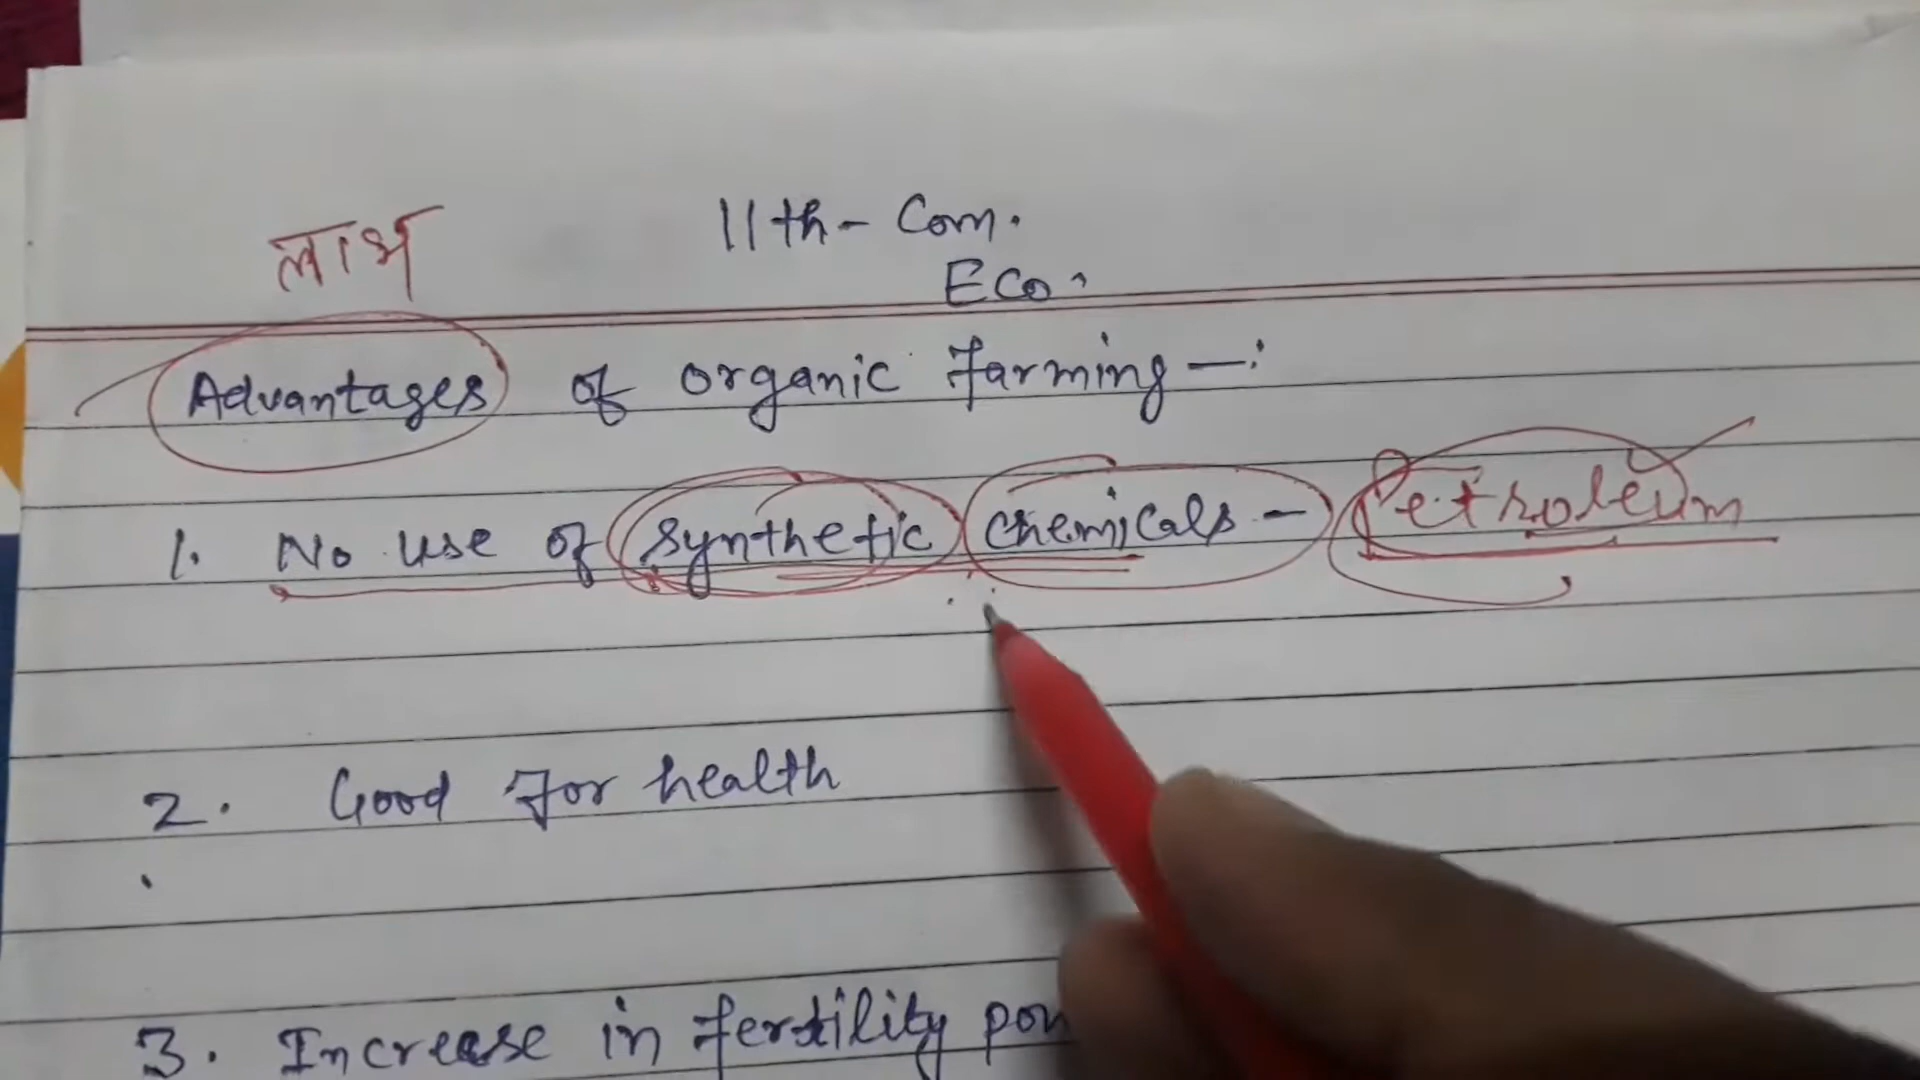 लाभ
11th - Com.
Eco.
Advantages of organic farming -:
1. No use of synthetic chemicals - Petroleum
2. Good for health
3. Increase in fertility